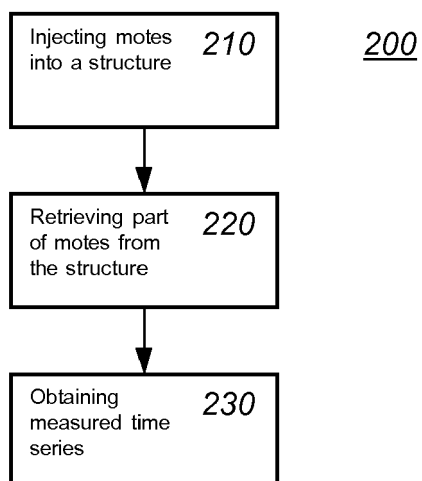 Injecting motes 210 200
into a structure
Retrieving part 220
of motes from
the structure
Obtaining 230
measured time
series